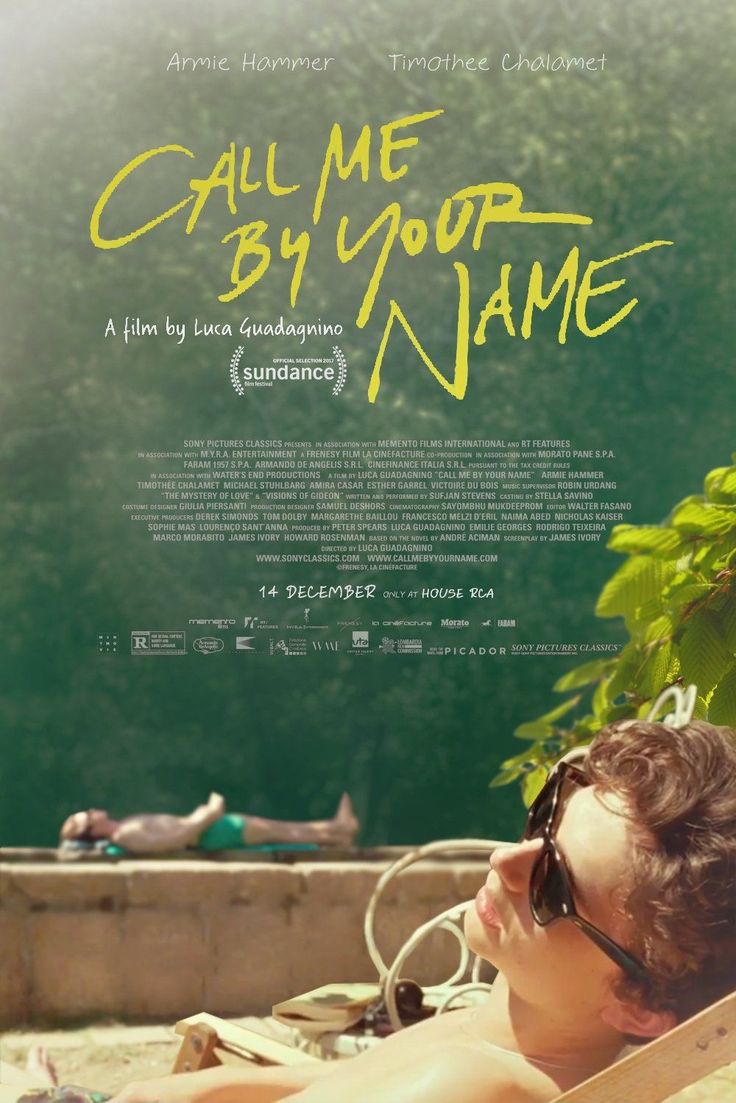 Armie Hammer Timothee Chalamet
CALL ME
BY YOUR
NAME
A film by Luca Guadagnino
OFFICIAL SELECTION 2017
sundance
film festival
SONY PICTURES CLASSICS PRESENTS IN ASSOCIATION WITH MEMENTO FILMS INTERNATIONAL AND RT FEATURES
IN ASSOCIATION WITH M.Y.R.A. ENTERTAINMENT A FRENESY FILM LA CINÉFACTURE CO-PRODUCTION IN ASSOCIATION WITH MORATO PANE S.P.A.
FARAM 1957 S.P.A. ARMANDO DE ANGELIS S.R.L. CINEFINANCE ITALIA S.R.L. PURSUANT TO THE TAX CREDIT RULES
IN ASSOCIATION WITH WATER'S END PRODUCTIONS A FILM BY LUCA GUADAGNINO "CALL ME BY YOUR NAME" ARMIE HAMMER
TIMOTHÉE CHALAMET MICHAEL STUHLBARG AMIRA CASAR ESTHER GARREL VICTOIRE DU BOIS MUSIC SUPERVISOR ROBIN URDANG
"THE MYSTERY OF LOVE" & "VISIONS OF GIDEON" WRITTEN AND PERFORMED BY SUFJAN STEVENS CASTING BY STELLA SAVINO
COSTUME DESIGNER GIULIA PIERSANTI PRODUCTION DESIGNER SAMUEL DESHORS CINEMATOGRAPHY SAYOMBHU MUKDEEPROM EDITOR WALTER FASANO
EXECUTIVE PRODUCERS DEREK SIMONDS TOM DOLBY MARGARETHE BAILLOU FRANCESCO MELZI D'ERIL NAIMA ABED NICHOLAS KAISER
SOPHIE MAS LOURENÇO SANT'ANNA PRODUCED BY PETER SPEARS LUCA GUADAGNINO EMILIE GEORGES RODRIGO TEIXEIRA
MARCO MORABITO JAMES IVORY HOWARD ROSENMAN BASED ON THE NOVEL BY ANDRÉ ACIMAN SCREENPLAY BY JAMES IVORY
DIRECTED BY LUCA GUADAGNINO
WWW.SONYCLASSICS.COM WWW.CALLMEBYYOURNAME.COM
©FRENESY, LA CINÉFACTURE
14 DECEMBER ONLY AT HOUSE RCA
memento RT FEATURES la cinéfacture Morato FARAM
R WME uta PICADOR SONY PICTURES CLASSICS